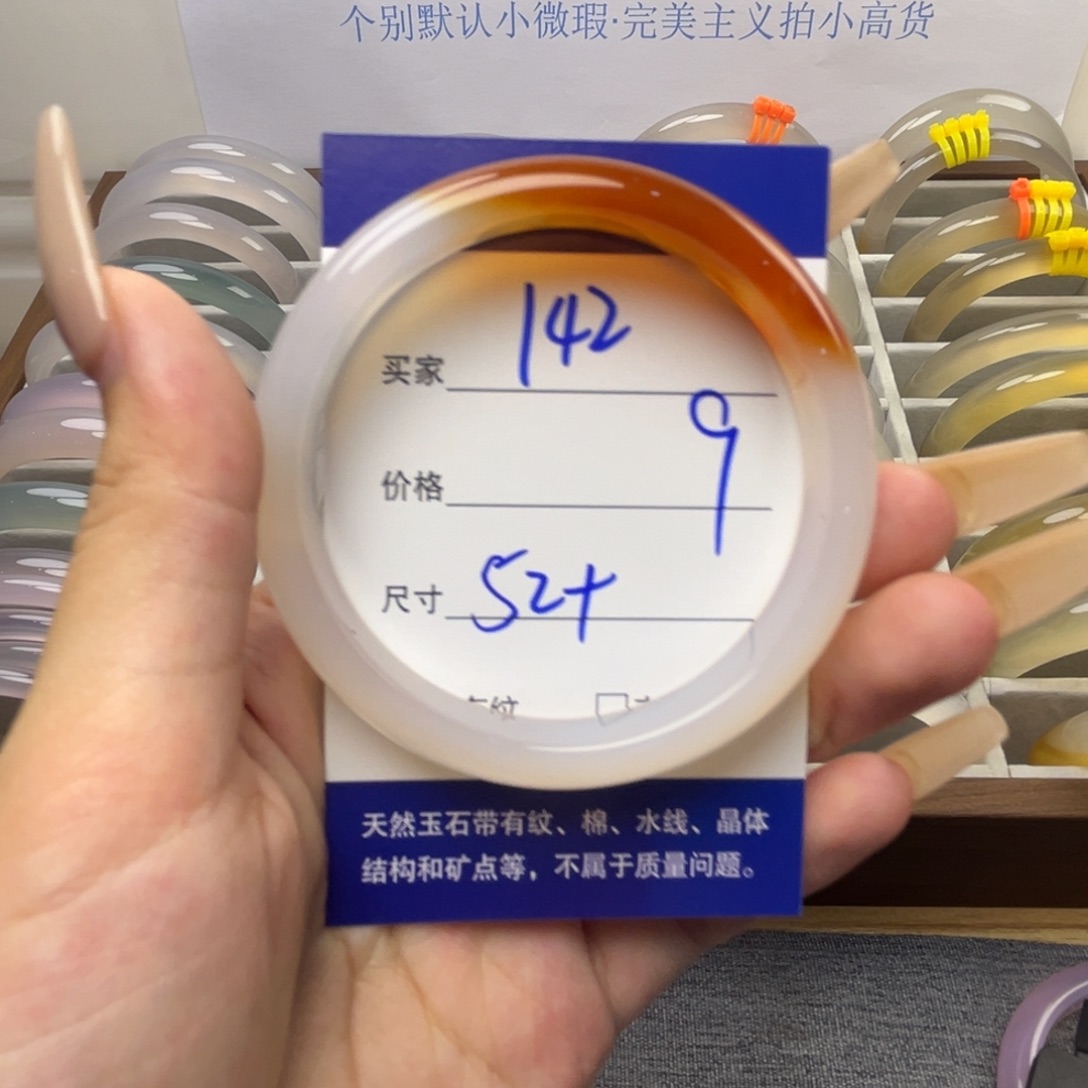 个别默认小微瑕·完美主义拍小高货
买家 142
9
价格
尺寸 52+
纹
天然玉石带有纹、棉、水线、晶体
结构和矿点等，不属于质量问题。